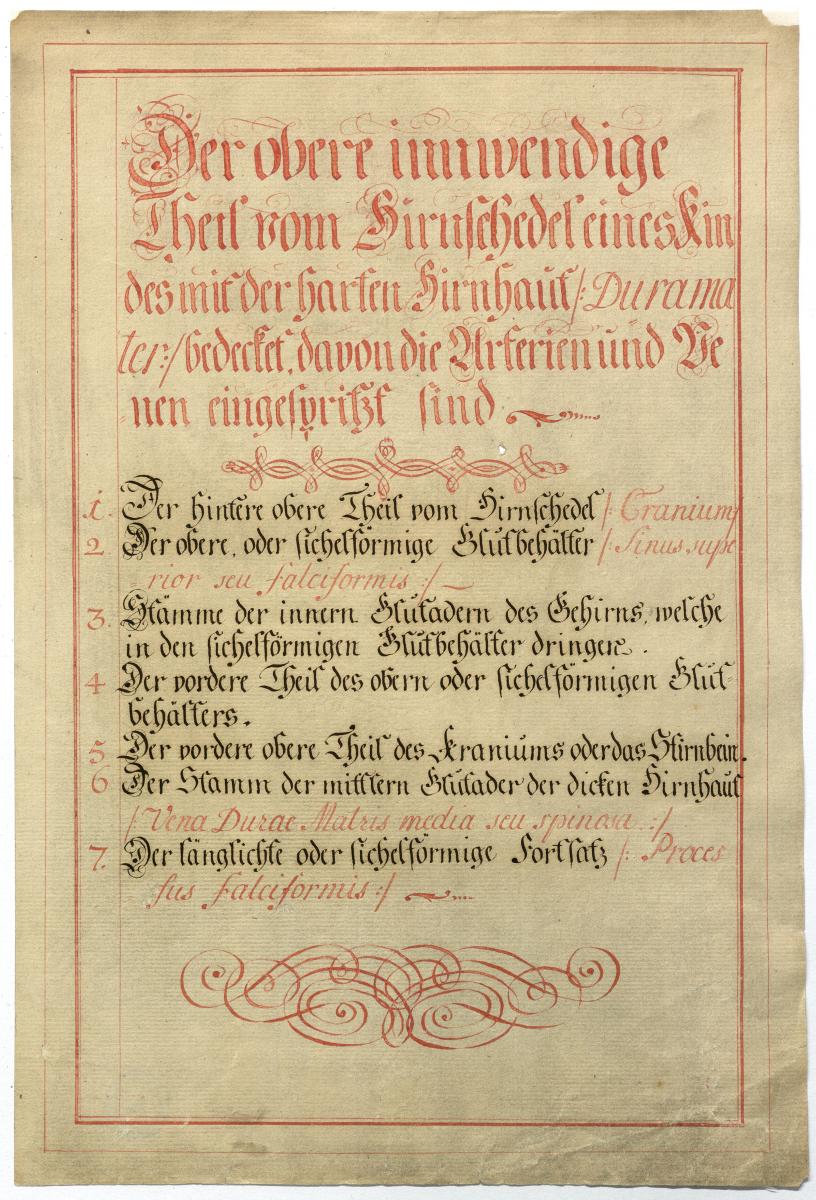 Der obere innwendige
Theil vom Hirnschedel eines Kin
des mit der harten Hirnhaut /: Dura ma
ter :/ bedecket, davon die Arterien und Ve
nen eingespritzt sind.
1. Der hintere obere Theil vom Hirnschedel /: Cranium /
2. Der obere, oder sichelförmige Blutbehälter /: Sinus supe
rior seu falciformis :/
3. Stämme der innern Blutadern des Gehirns, welche
in den sichelförmigen Blutbehälter dringen.
4 Der vordere Theil des obern oder sichelförmigen Blut-
behälters.
5 Der vordere obere Theil des Kraniums oder das Stirnbein.
6 Der Stamm der mittlern Blutader der dicken Hirnhaut
/: Vena Durae Matris media seu spinosa :/
7. Der länglichte oder sichelförmige Fortsatz /: Proces
sus falciformis :/